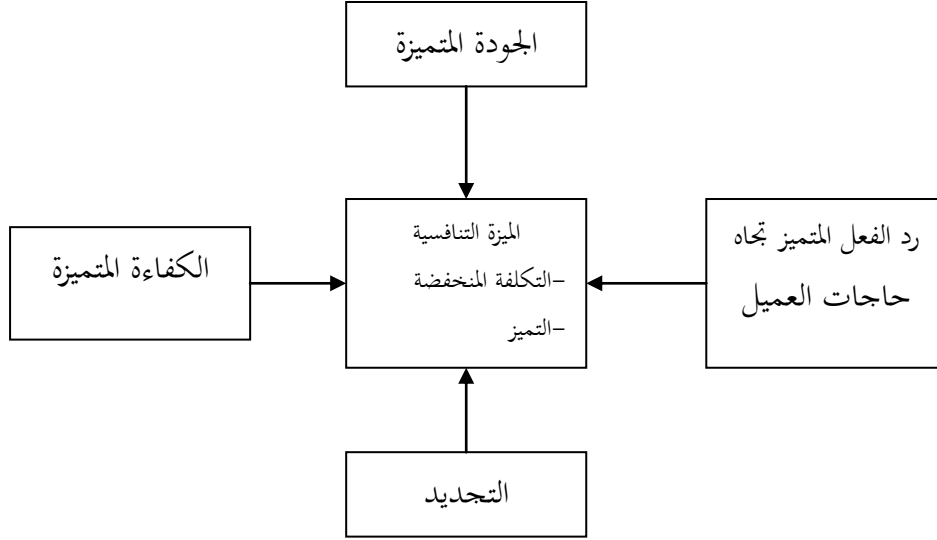 الجودة المتميزة
رد الفعل المتميز تجاه
حاجات العميل
الميزة التنافسية
-التكلفة المنخفضة
-التميز
الكفاءة المتميزة
التجديد